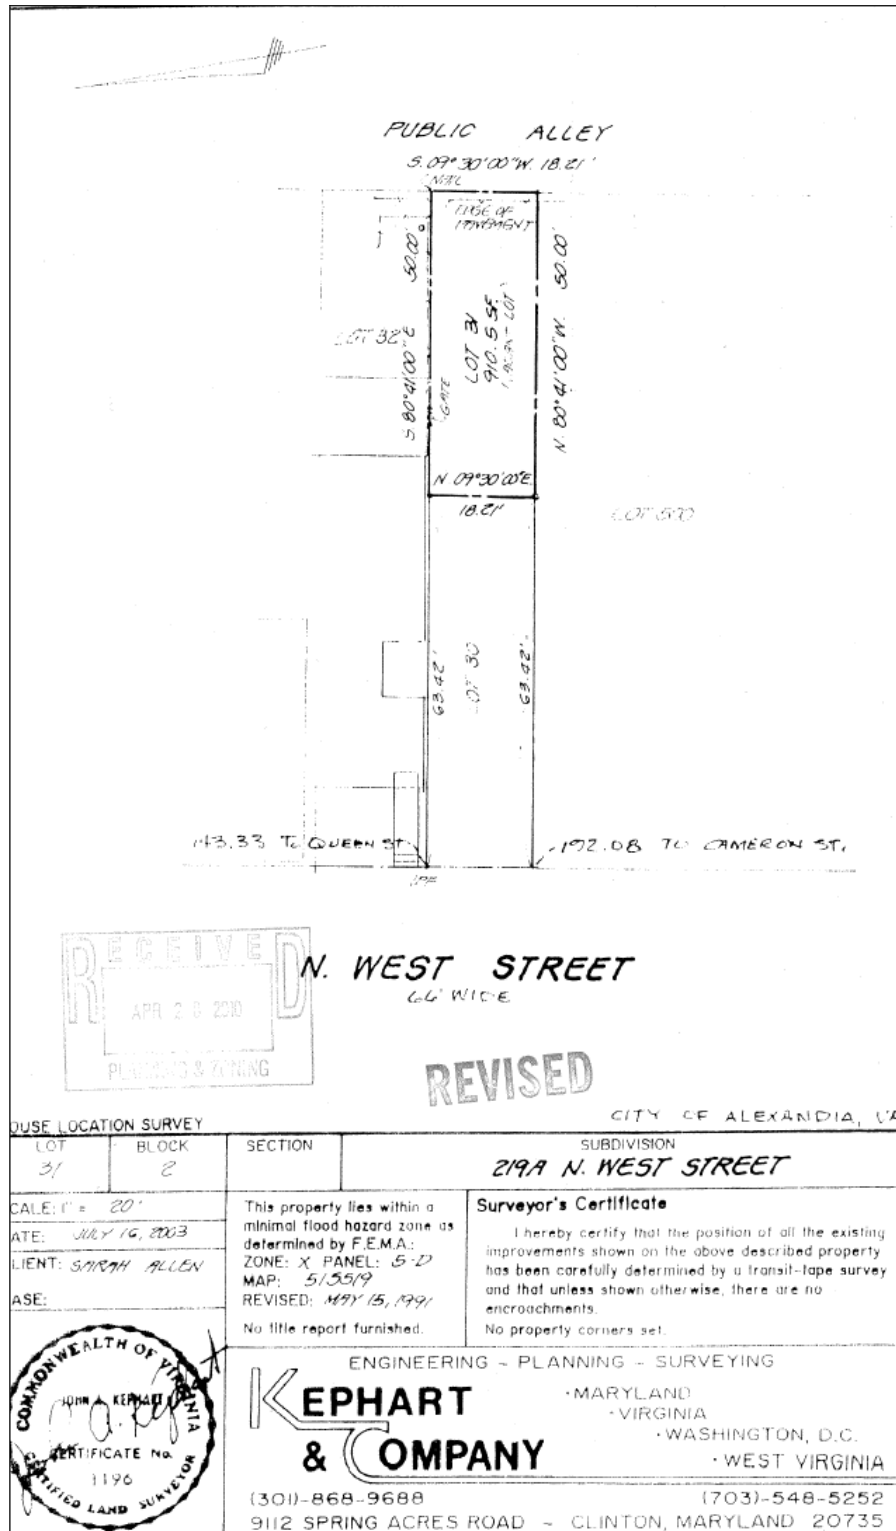 PUBLIC ALLEY
S. 09° 30' 00" W. 18.21'
NAIL
EDGE OF
PAVEMENT
S 80° 41' 00" E 50.00'
LOT 32
GATE
LOT 31
910.5 SF.
N. 80° 41' 00" W. 50.00'
N 09° 30' 00" E.
18.21'
LOT 500
63.42'
LOT 30
63.42'
143.33 To QUEEN ST.
192.08 TO CAMERON ST.
IPF
N. WEST STREET
66' WIDE
RECEIVED
APR 2 8 2010
PLANNING & ZONING
REVISED
CITY OF ALEXANDIA, VA
OUSE LOCATION SURVEY
LOT
31
BLOCK
2
SECTION
SUBDIVISION
219A N. WEST STREET
CALE: 1" = 20'
ATE: JULY 16, 2003
LIENT: SARAH ALLEN
ASE:
This property lies within a
minimal flood hazard zone as
determined by F.E.M.A.:
ZONE: X PANEL: 5-D
MAP: 515519
REVISED: MAY 15, 1991
No title report furnished.
Surveyor's Certificate
I hereby certify that the position of all the existing
improvements shown on the above described property
has been carefully determined by a transit-tape survey
and that unless shown otherwise, there are no
encroachments.
No property corners set.
COMMONWEALTH OF VIRGINIA
JOHN A. KEPHART
CERTIFICATE No.
1196
CERTIFIED LAND SURVEYOR
ENGINEERING ~ PLANNING ~ SURVEYING
KEPHART
& COMPANY
·MARYLAND
·VIRGINIA
·WASHINGTON, D.C.
·WEST VIRGINIA
(301)-868-9688
(703)-548-5252
9112 SPRING ACRES ROAD ~ CLINTON, MARYLAND 20735